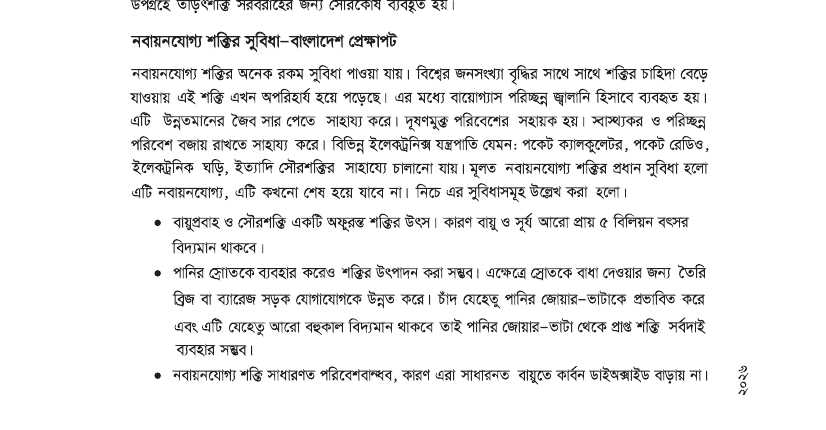 উপগ্রহে তড়িৎশক্তি সরবরাহের জন্য সৌরকোষ ব্যবহৃত হয়।
নবায়নযোগ্য শক্তির সুবিধা–বাংলাদেশ প্রেক্ষাপট
নবায়নযোগ্য শক্তির অনেক রকম সুবিধা পাওয়া যায়। বিশ্বের জনসংখ্যা বৃদ্ধির সাথে সাথে শক্তির চাহিদা বেড়ে
যাওয়ায় এই শক্তি এখন অপরিহার্য হয়ে পড়েছে। এর মধ্যে বায়োগ্যাস পরিচ্ছন্ন জ্বালানি হিসাবে ব্যবহৃত হয়।
এটি উন্নতমানের জৈব সার পেতে সাহায্য করে। দূষণমুক্ত পরিবেশের সহায়ক হয়। স্বাস্থ্যকর ও পরিচ্ছন্ন
পরিবেশ বজায় রাখতে সাহায্য করে। বিভিন্ন ইলেকট্রনিক্স যন্ত্রপাতি যেমন: পকেট ক্যালকুলেটর, পকেট রেডিও,
ইলেকট্রনিক ঘড়ি, ইত্যাদি সৌরশক্তির সাহায্যে চালানো যায়। মূলত নবায়নযোগ্য শক্তির প্রধান সুবিধা হলো
এটি নবায়নযোগ্য, এটি কখনো শেষ হয়ে যাবে না। নিচে এর সুবিধাসমূহ উল্লেখ করা হলো।
• বায়ুপ্রবাহ ও সৌরশক্তি একটি অফুরন্ত শক্তির উৎস। কারণ বায়ু ও সূর্য আরো প্রায় ৫ বিলিয়ন বৎসর
বিদ্যমান থাকবে।
• পানির স্রোতকে ব্যবহার করেও শক্তির উৎপাদন করা সম্ভব। এক্ষেত্রে স্রোতকে বাধা দেওয়ার জন্য তৈরি
ব্রিজ বা ব্যারেজ সড়ক যোগাযোগকে উন্নত করে। চাঁদ যেহেতু পানির জোয়ার–ভাটাকে প্রভাবিত করে
এবং এটি যেহেতু আরো বহুকাল বিদ্যমান থাকবে তাই পানির জোয়ার–ভাটা থেকে প্রাপ্ত শক্তি সর্বদাই
ব্যবহার সম্ভব।
• নবায়নযোগ্য শক্তি সাধারণত পরিবেশবান্ধব, কারণ এরা সাধারনত বায়ুতে কার্বন ডাইঅক্সাইড বাড়ায় না।
২০২৬